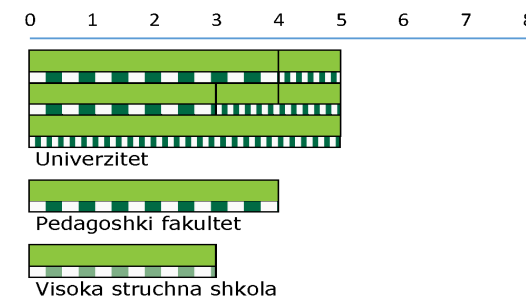 0 1 2 3 4 5 6 7 8
Univerzitet
Pedagoshki fakultet
Visoka struchna shkola